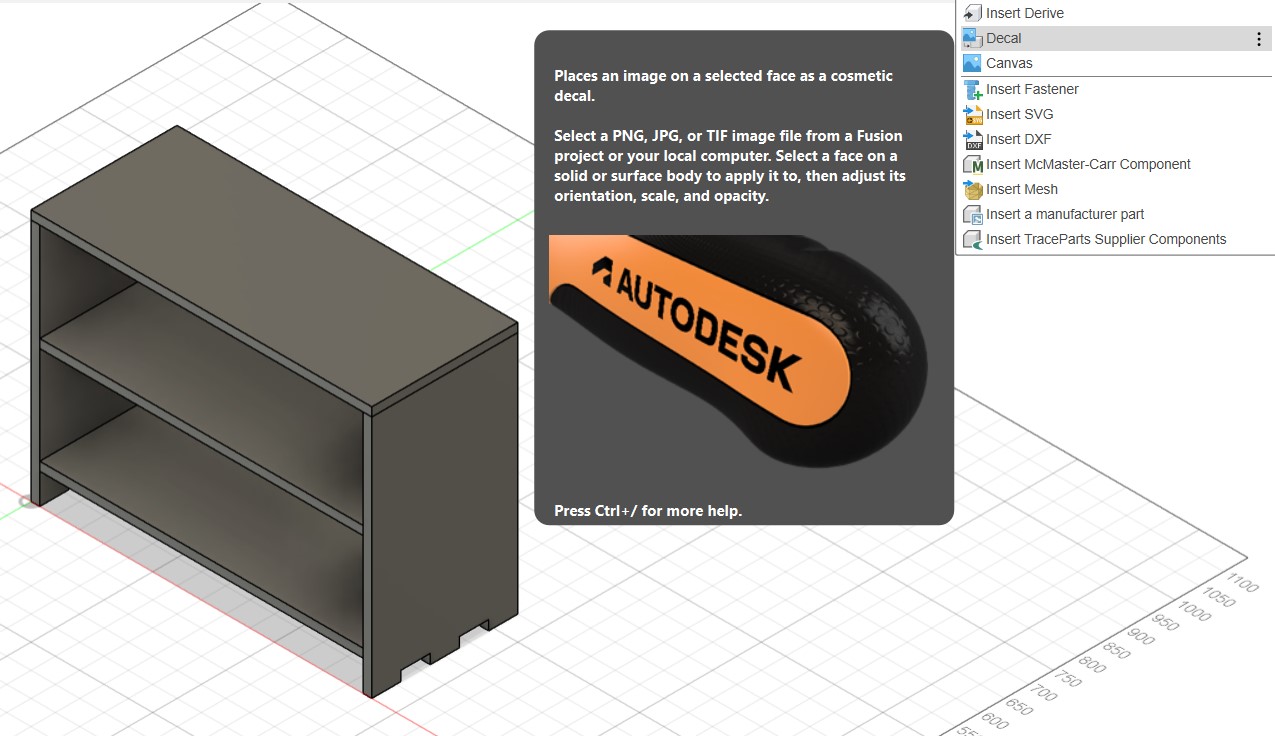 Insert Derive
Decal
Canvas
Insert Fastener
Insert SVG
Insert DXF
Insert McMaster-Carr Component
Insert Mesh
Insert a manufacturer part
Insert TraceParts Supplier Components
Places an image on a selected face as a cosmetic
decal.
Select a PNG, JPG, or TIF image file from a Fusion
project or your local computer. Select a face on a
solid or surface body to apply it to, then adjust its
orientation, scale, and opacity.
AUTODESK
Press Ctrl+/ for more help.
1100
1050
1000
950
900
850
800
750
700
650
600